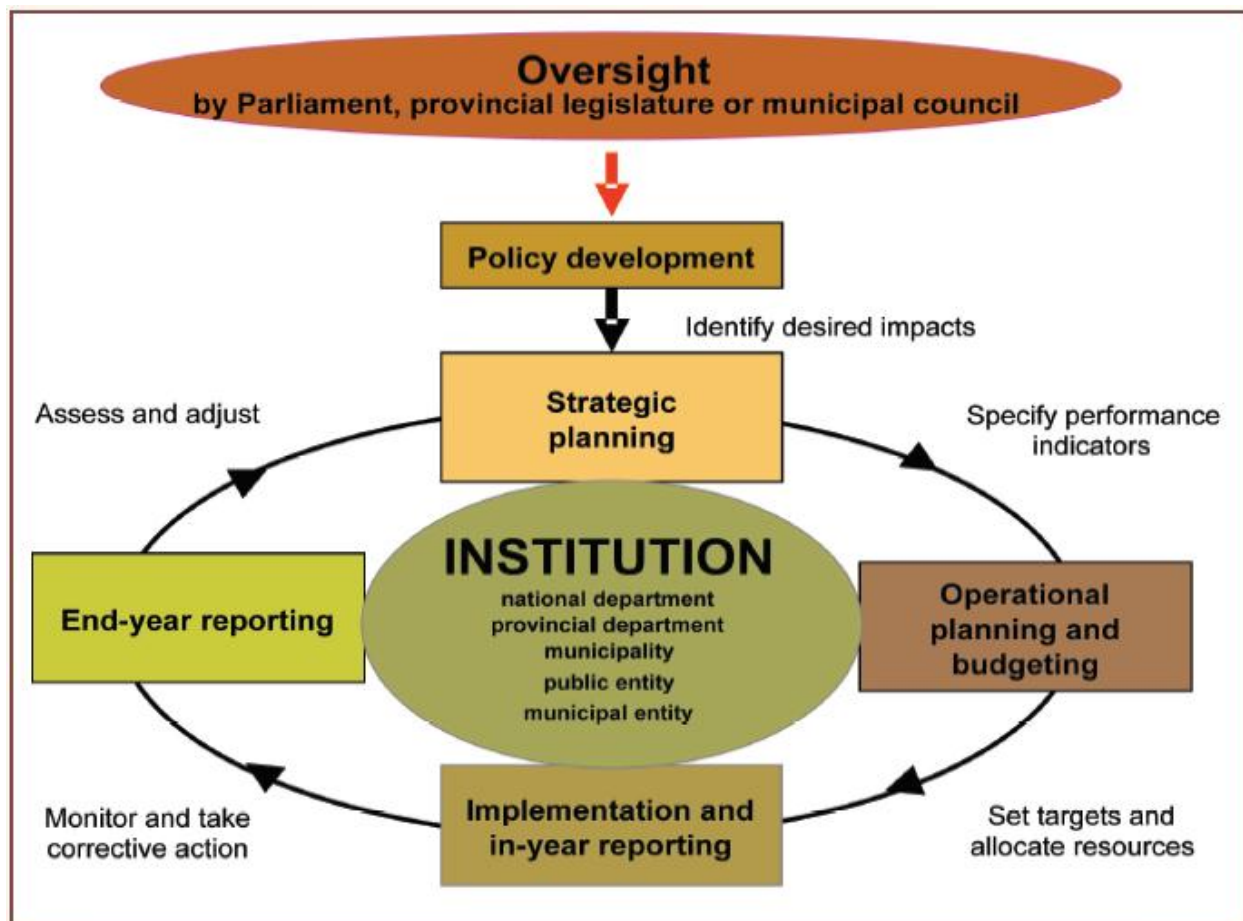 Oversight
by Parliament, provincial legislature or municipal council
Policy development
Identify desired impacts
Strategic
planning
Assess and adjust
Specify performance
indicators
INSTITUTION
national department
provincial department
municipality
public entity
municipal entity
End-year reporting
Operational
planning and
budgeting
Implementation and
in-year reporting
Monitor and take
corrective action
Set targets and
allocate resources